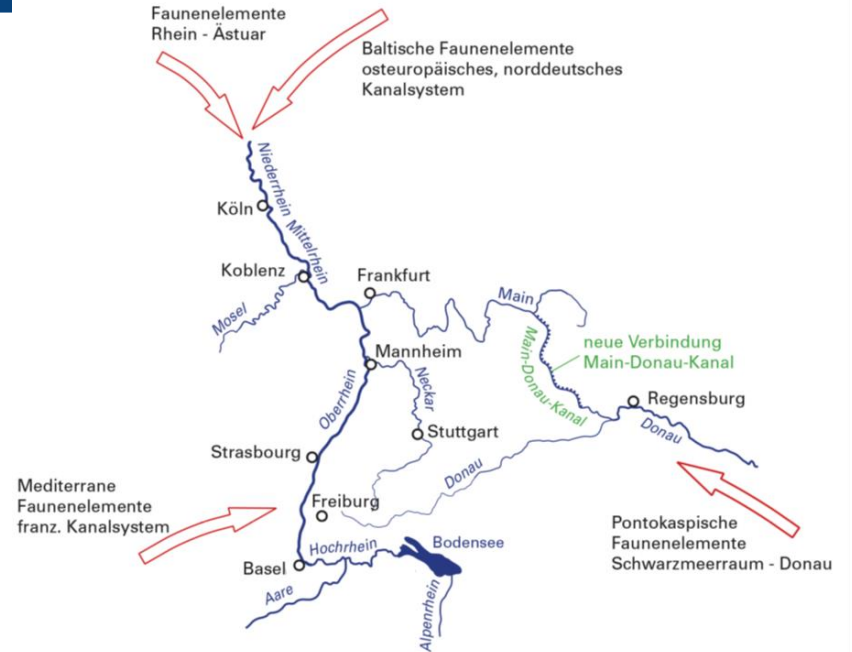 Faunenelemente
Rhein - Ästuar
Baltische Faunenelemente
osteuropäisches, norddeutsches
Kanalsystem
Niederrhein
Mittelrhein
Köln
Koblenz
Mosel
Frankfurt
Main
neue Verbindung
Main-Donau-Kanal
Main-Donau-Kanal
Mannheim
Neckar
Oberrhein
Regensburg
Donau
Stuttgart
Strasbourg
Donau
Mediterrane
Faunenelemente
franz. Kanalsystem
Freiburg
Pontokaspische
Faunenelemente
Schwarzmeerraum - Donau
Hochrhein
Bodensee
Basel
Aare
Alpenrhein